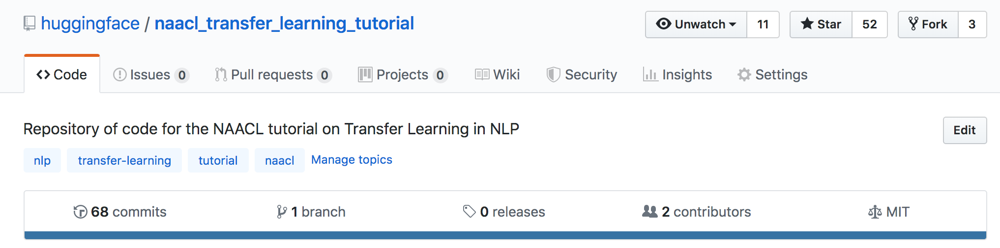 huggingface / naacl_transfer_learning_tutorial Unwatch 11 Star 52 Fork 3
Code Issues 0 Pull requests 0 Projects 0 Wiki Security Insights Settings
Repository of code for the NAACL tutorial on Transfer Learning in NLP Edit
nlp transfer-learning tutorial naacl Manage topics
68 commits 1 branch 0 releases 2 contributors MIT